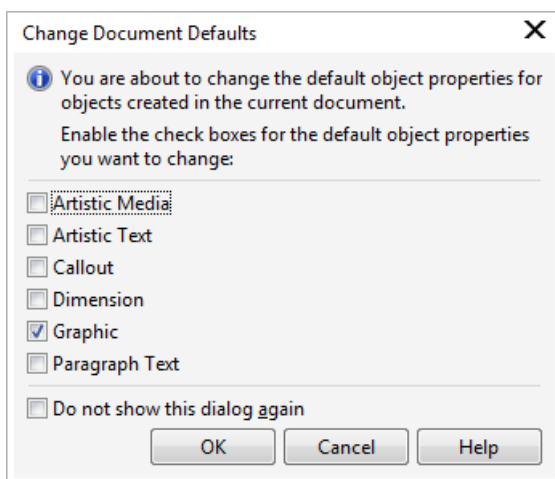 Change Document Defaults
You are about to change the default object properties for
objects created in the current document.
Enable the check boxes for the default object properties
you want to change:
Artistic Media
Artistic Text
Callout
Dimension
Graphic
Paragraph Text
Do not show this dialog again
OK Cancel Help